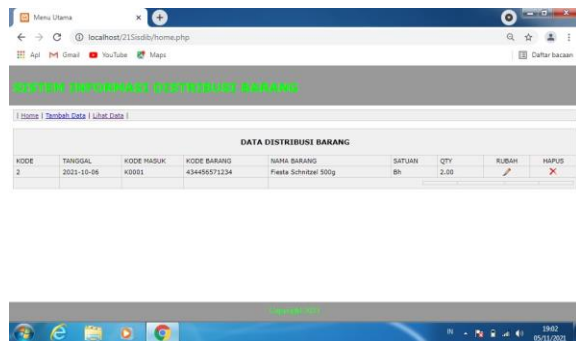 Menu Utama
localhost/21Sisdib/home.php
Apl Gmail YouTube Maps Daftar bacaan
SISTEM INFORMASI DISTRIBUSI BARANG
| Home | Tambah Data | Lihat Data |
DATA DISTRIBUSI BARANG
KODE TANGGAL KODE MASUK KODE BARANG NAMA BARANG SATUAN QTY RUBAH HAPUS
2 2021-10-06 K0001 434456571234 Fiesta Schnitzel 500g Bh 2.00
IN 19:02
05/11/2021